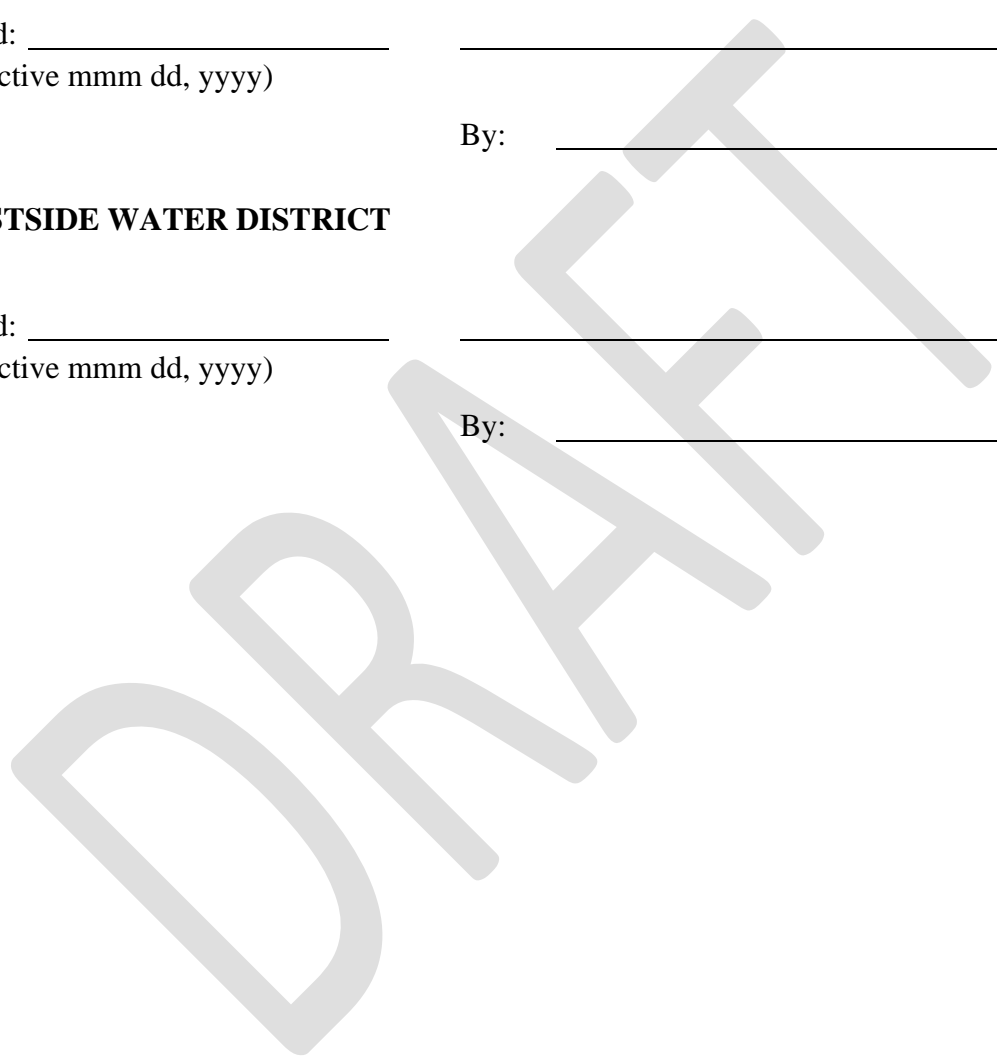 d:
ctive mmm dd, yyyy)
By:
STSIDE WATER DISTRICT
d:
ctive mmm dd, yyyy)
By:
DRAFT